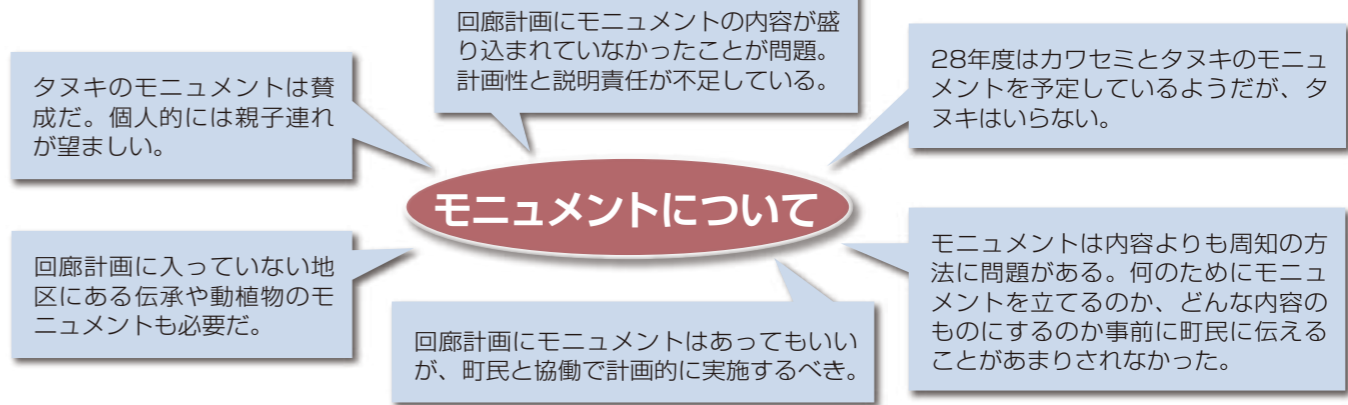 回廊計画にモニュメントの内容が盛
り込まれていなかったことが問題。
計画性と説明責任が不足している。
タヌキのモニュメントは賛
成だ。個人的には親子連れ
が望ましい。
28年度はカワセミとタヌキのモニュ
メントを予定しているようだが、タ
ヌキはいらない。
モニュメントについて
回廊計画に入っていない地
区にある伝承や動植物のモ
ニュメントも必要だ。
回廊計画にモニュメントはあってもいい
が、町民と協働で計画的に実施するべき。
モニュメントは内容よりも周知の方
法に問題がある。何のためにモニュ
メントを立てるのか、どんな内容の
ものにするのか事前に町民に伝える
ことがあまりされなかった。